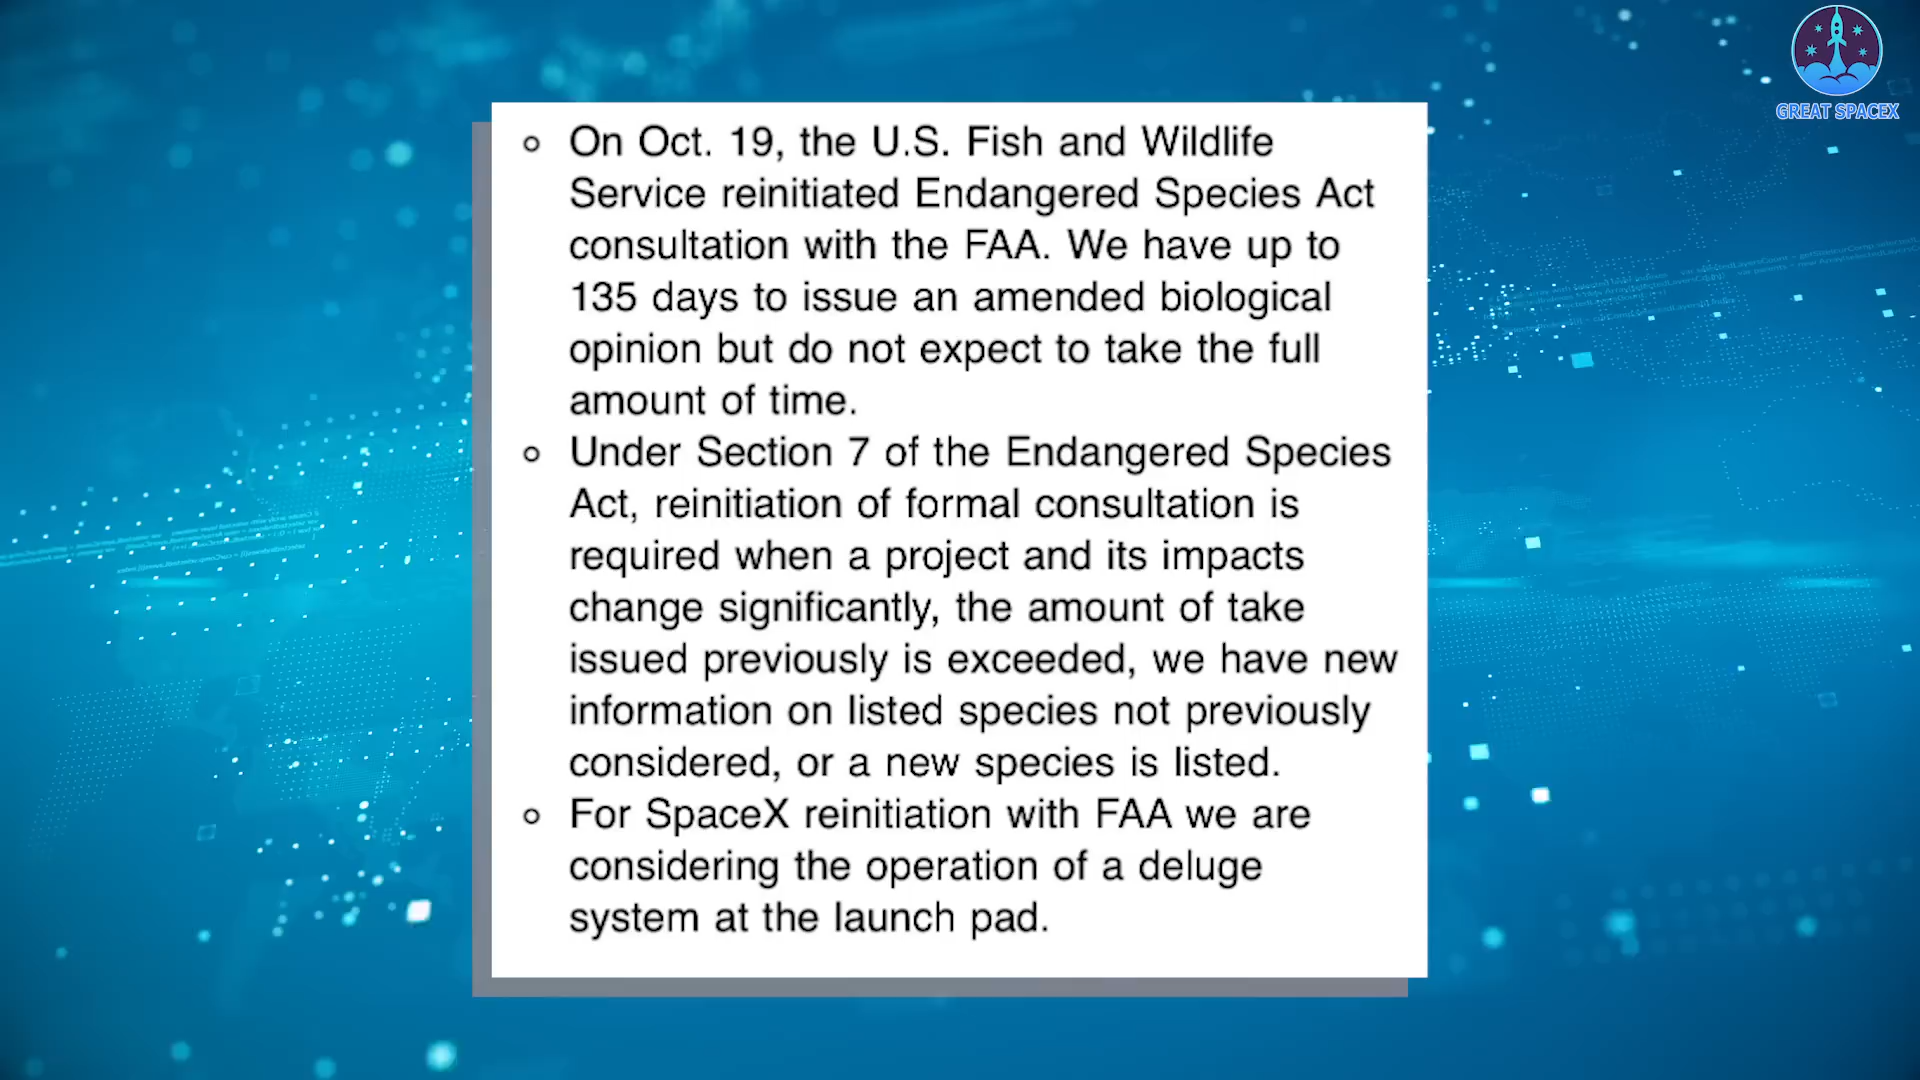 GREAT SPACEX
On Oct. 19, the U.S. Fish and Wildlife
Service reinitiated Endangered Species Act
consultation with the FAA. We have up to
135 days to issue an amended biological
opinion but do not expect to take the full
amount of time.
Under Section 7 of the Endangered Species
Act, reinitiation of formal consultation is
required when a project and its impacts
change significantly, the amount of take
issued previously is exceeded, we have new
information on listed species not previously
considered, or a new species is listed.
For SpaceX reinitiation with FAA we are
considering the operation of a deluge
system at the launch pad.